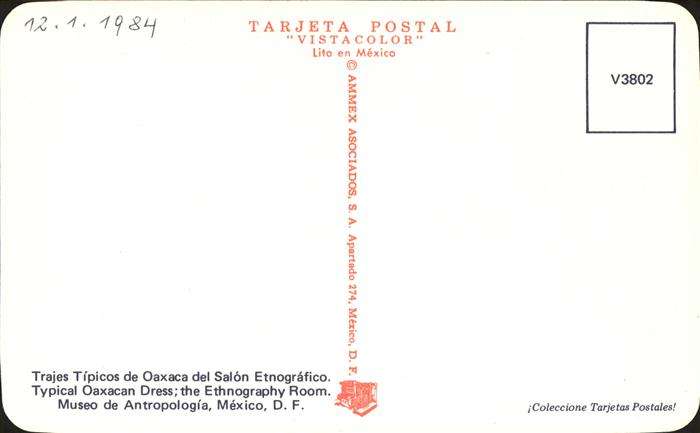 12.1.1984
TARJETA POSTAL
"VISTACOLOR"
Lito en México
V3802
© AMMEX ASOCIADOS, S. A. Apartado 274, México, D. F.
Trajes Típicos de Oaxaca del Salón Etnográfico.
Typical Oaxacan Dress; the Ethnography Room.
Museo de Antropología, México, D. F.
¡Coleccione Tarjetas Postales!